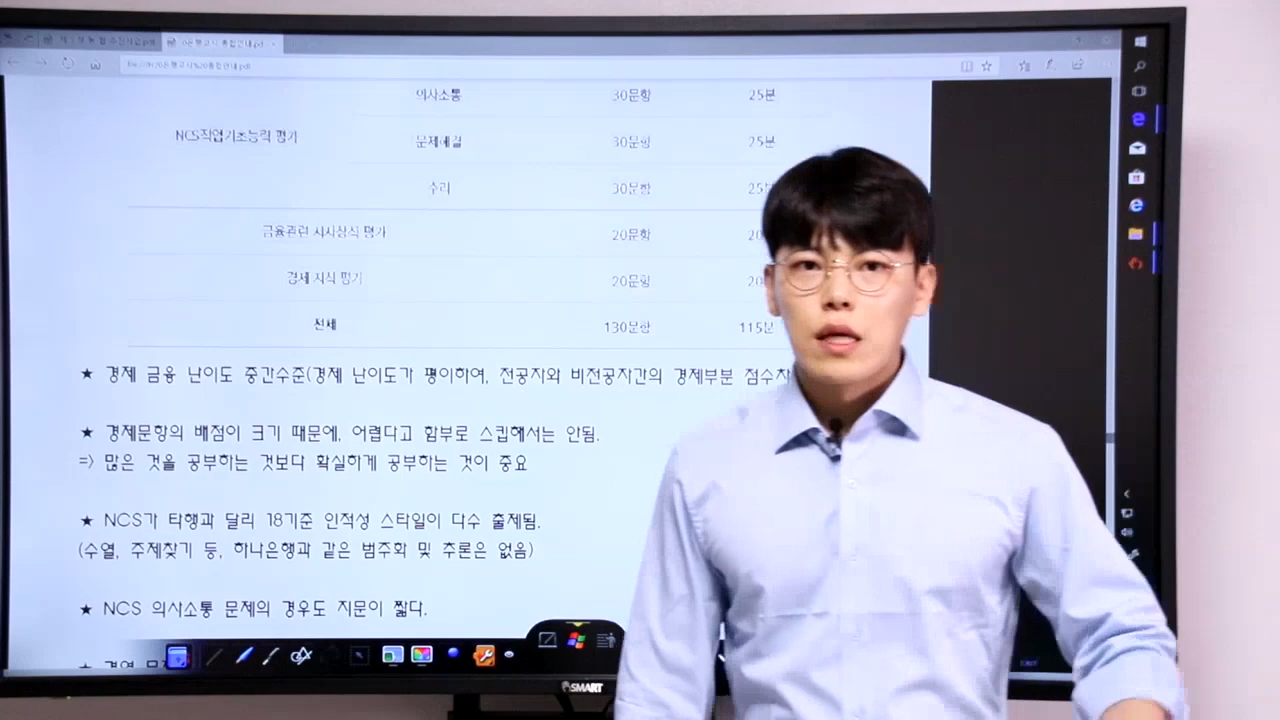 의사소통 30문항 25분
NCS직업기초능력 평가 문제해결 30문항 25분
수리 30문항 25분
금융관련 시사상식 평가 20문항 20
경제 지식 평가 20문항 20
전체 130문항 115분
★ 경제 금융 난이도 중간수준(경제 난이도가 평이하여, 전공자와 비전공자간의 경제부분 점수차
★ 경제문항의 배점이 크기 때문에, 어렵다고 함부로 스킵해서는 안됨.
=> 많은 것을 공부하는 것보다 확실하게 공부하는 것이 중요
★ NCS가 타행과 달리 18기준 인적성 스타일이 다수 출제됨.
(수열, 주제찾기 등, 하나은행과 같은 범주화 및 추론은 없음)
★ NCS 의사소통 문제의 경우도 지문이 짧다.
SMART